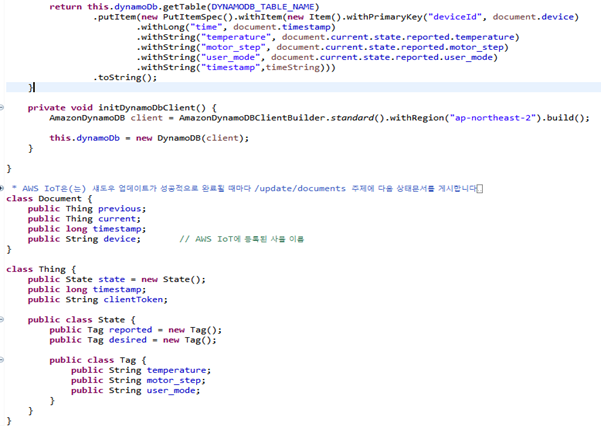 return this.dynamoDb.getTable(DYNAMODB_TABLE_NAME)
.putItem(new PutItemSpec().withItem(new Item().withPrimaryKey("deviceId", document.device)
.withLong("time", document.timestamp)
.withString("temperature", document.current.state.reported.temperature)
.withString("motor_step", document.current.state.reported.motor_step)
.withString("user_mode", document.current.state.reported.user_mode)
.withString("timestamp",timeString)))
.toString();
}
private void initDynamoDbClient() {
AmazonDynamoDB client = AmazonDynamoDBClientBuilder.standard().withRegion("ap-northeast-2").build();
this.dynamoDb = new DynamoDB(client);
}
}
* AWS IoT은(는) 섀도우 업데이트가 성공적으로 완료될 때마다 /update/documents 주제에 다음 상태문서를 게시합니다
class Document {
public Thing previous;
public Thing current;
public long timestamp;
public String device; // AWS IoT에 등록된 사물 이름
}
class Thing {
public State state = new State();
public long timestamp;
public String clientToken;
public class State {
public Tag reported = new Tag();
public Tag desired = new Tag();
public class Tag {
public String temperature;
public String motor_step;
public String user_mode;
}
}
}